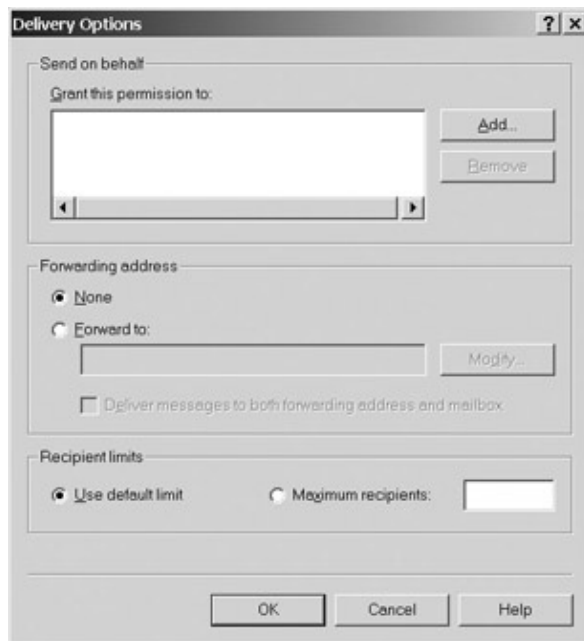 Delivery Options
Send on behalf
Grant this permission to:
Add...
Remove
Forwarding address
None
Forward to:
Modify...
Deliver messages to both forwarding address and mailbox
Recipient limits
Use default limit
Maximum recipients:
OK
Cancel
Help